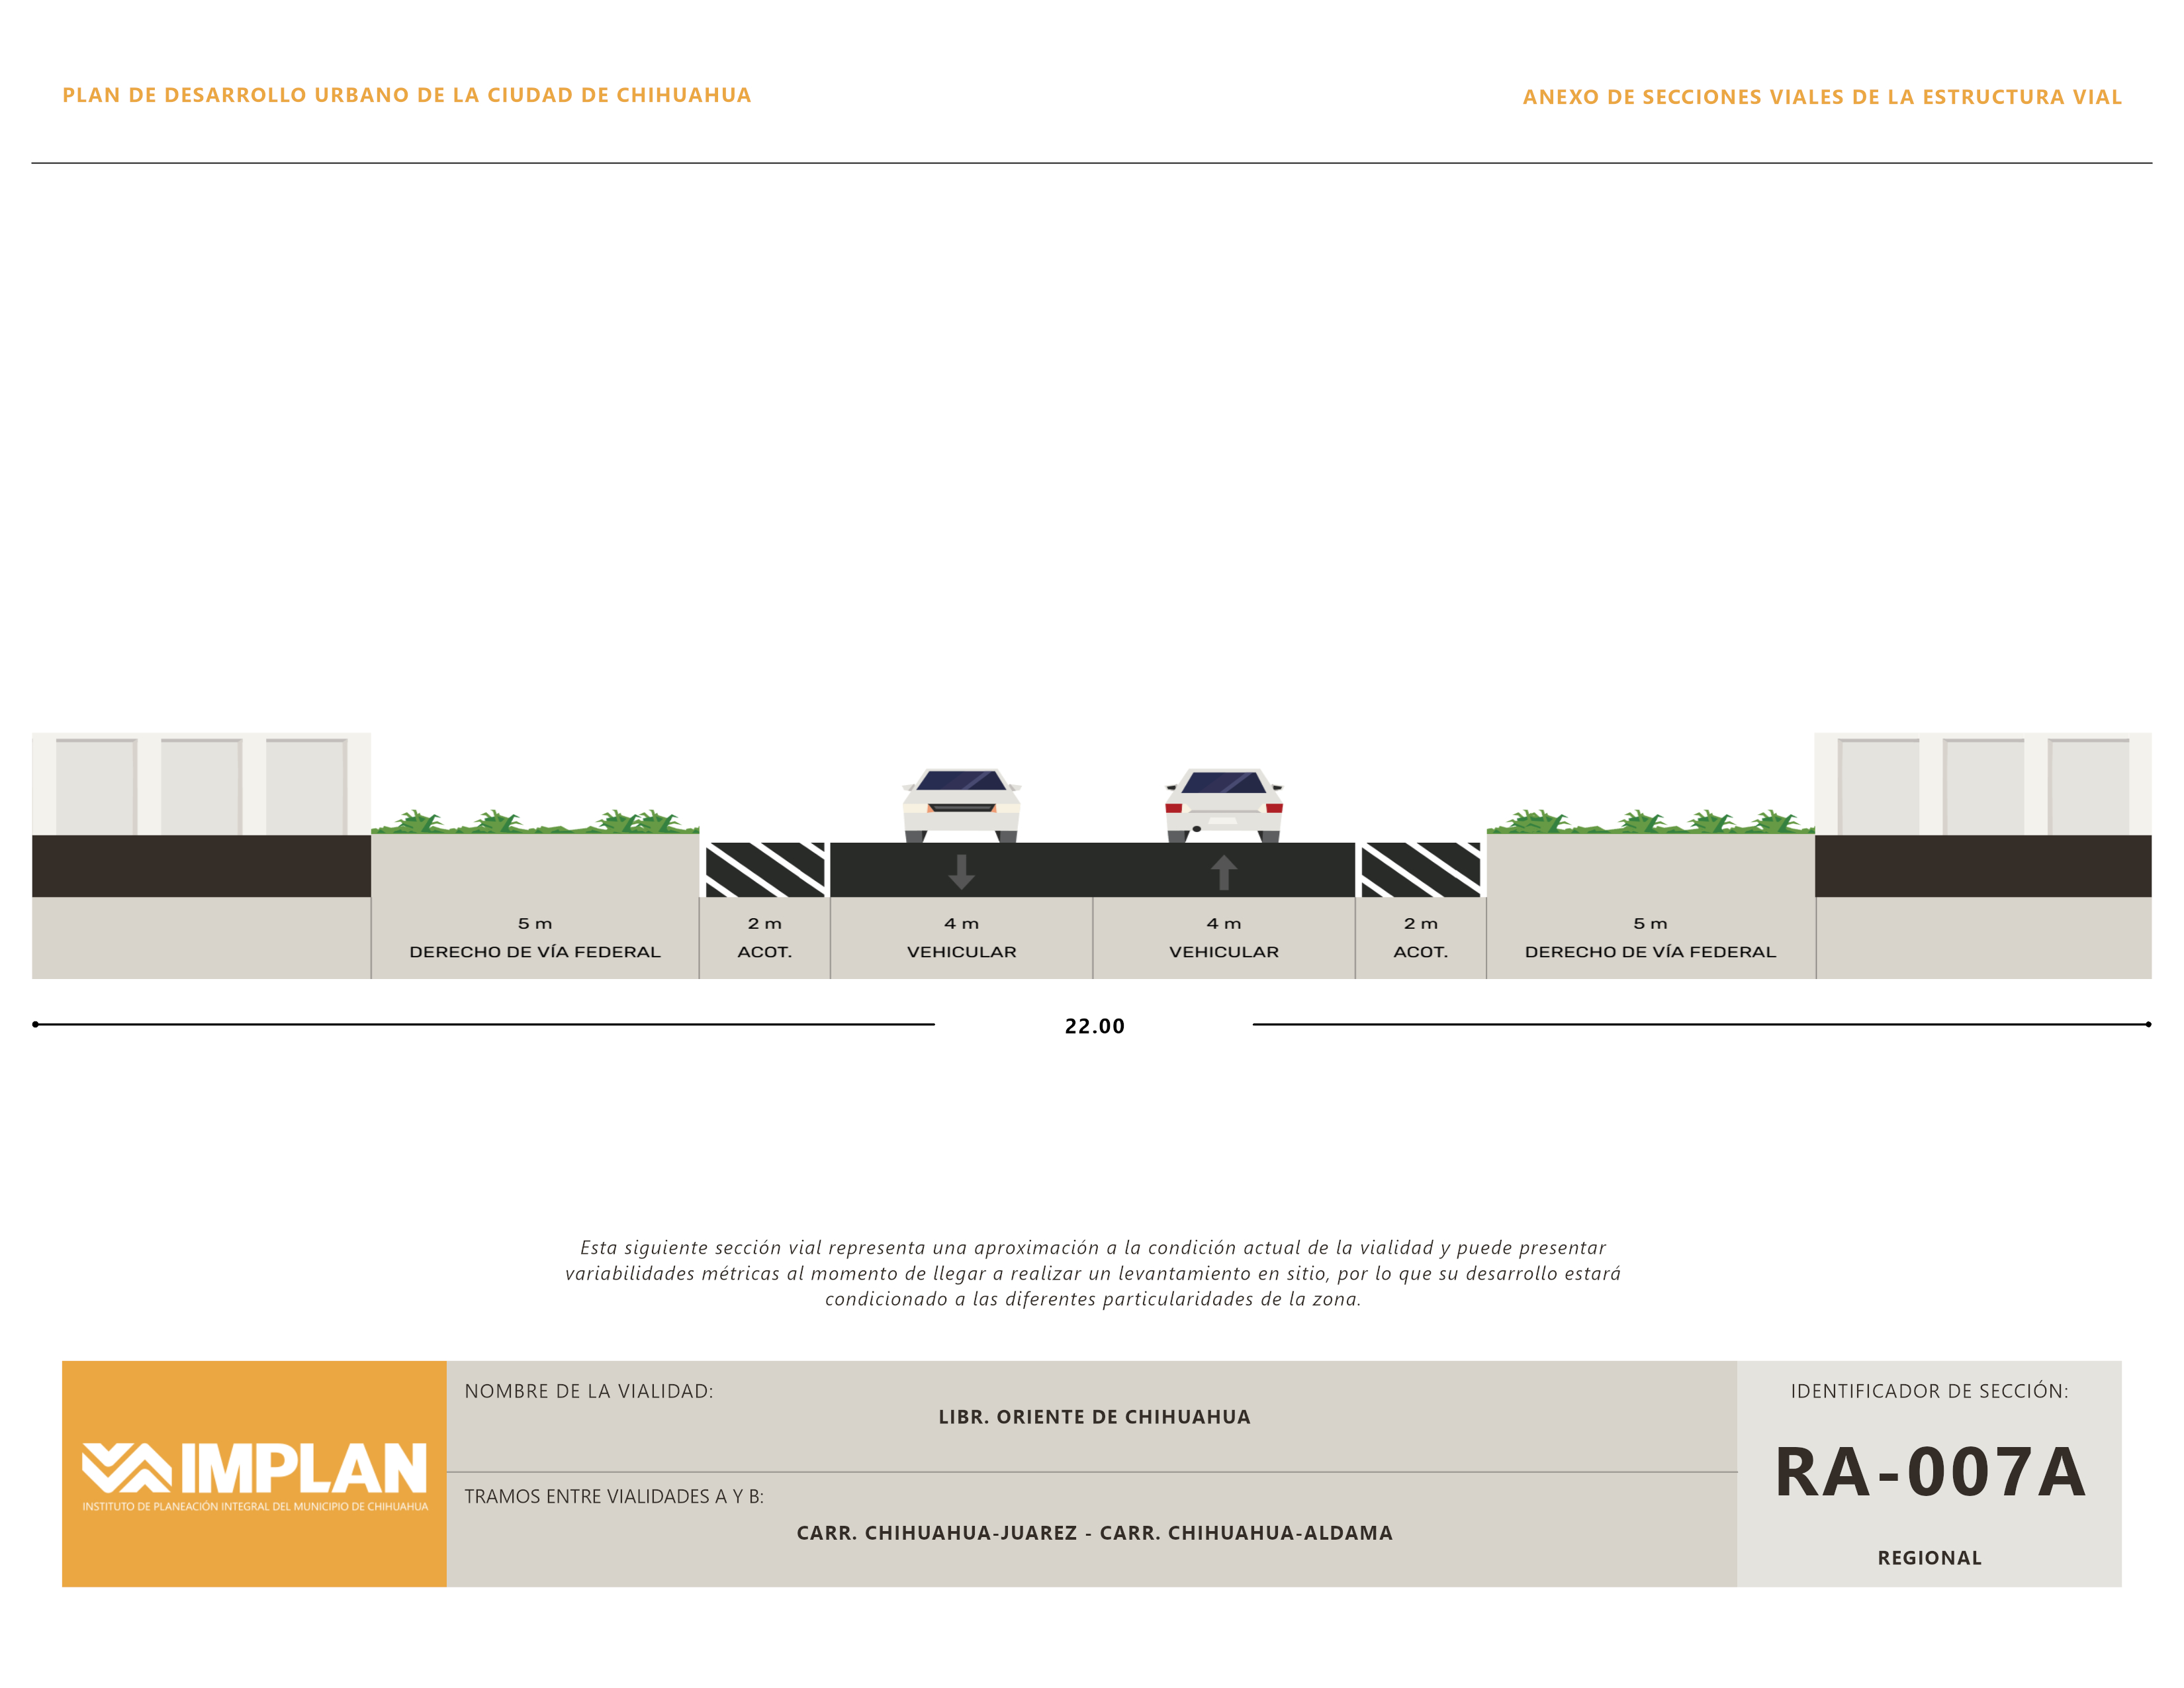 PLAN DE DESARROLLO URBANO DE LA CIUDAD DE CHIHUAHUA
ANEXO DE SECCIONES VIALES DE LA ESTRUCTURA VIAL
5 m
DERECHO DE VÍA FEDERAL
2 m
ACOT.
4 m
VEHICULAR
4 m
VEHICULAR
2 m
ACOT.
5 m
DERECHO DE VÍA FEDERAL
22.00
Esta siguiente sección vial representa una aproximación a la condición actual de la vialidad y puede presentar
variabilidades métricas al momento de llegar a realizar un levantamiento en sitio, por lo que su desarrollo estará
condicionado a las diferentes particularidades de la zona.
IMPLAN
INSTITUTO DE PLANEACIÓN INTEGRAL DEL MUNICIPIO DE CHIHUAHUA
NOMBRE DE LA VIALIDAD:
LIBR. ORIENTE DE CHIHUAHUA
TRAMOS ENTRE VIALIDADES A Y B:
CARR. CHIHUAHUA-JUAREZ - CARR. CHIHUAHUA-ALDAMA
IDENTIFICADOR DE SECCIÓN:
RA-007A
REGIONAL